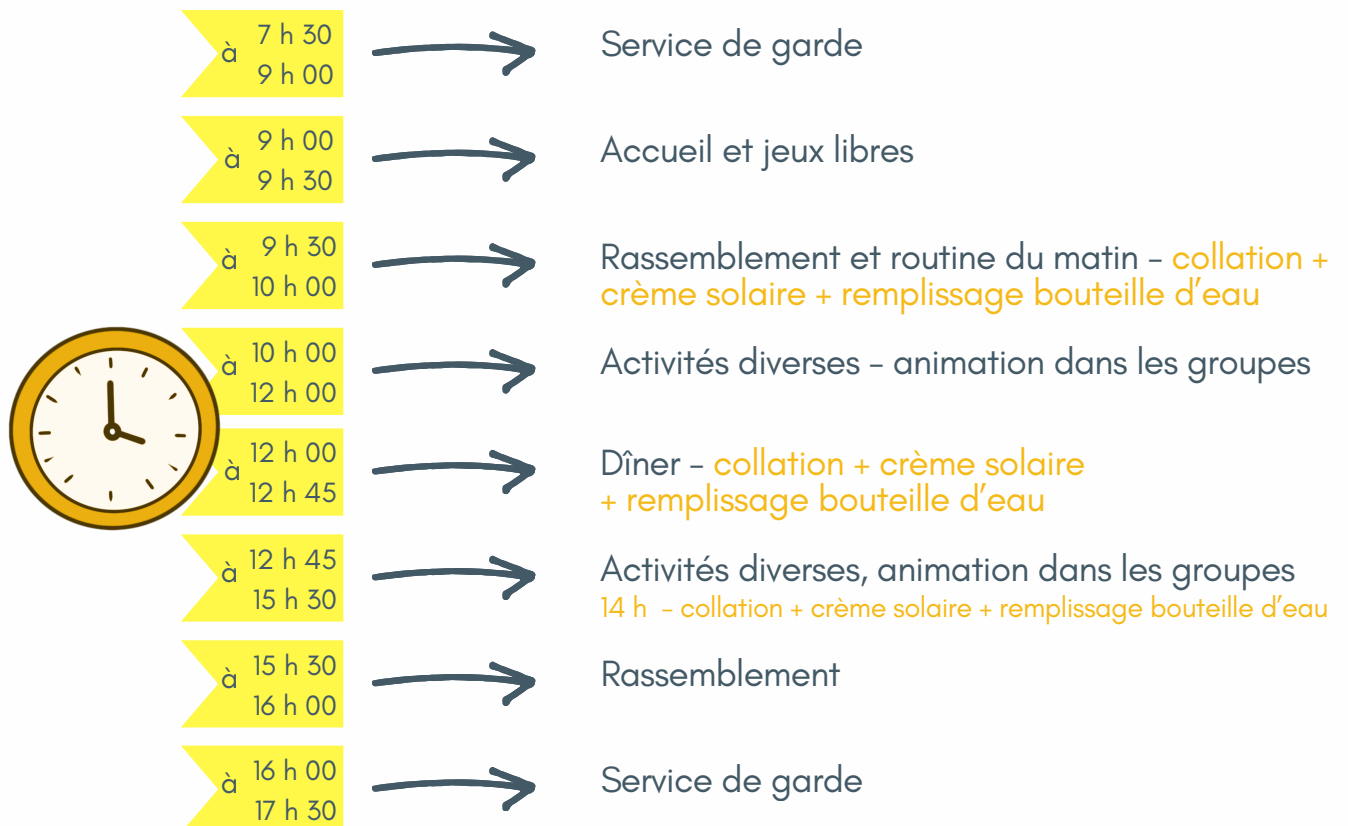 7 h 30
à
9 h 00
Service de garde
9 h 00
à
9 h 30
Accueil et jeux libres
9 h 30
à
10 h 00
Rassemblement et routine du matin - collation +
crème solaire + remplissage bouteille d'eau
10 h 00
à
12 h 00
Activités diverses - animation dans les groupes
12 h 00
à
12 h 45
Dîner - collation + crème solaire
+ remplissage bouteille d'eau
12 h 45
à
15 h 30
Activités diverses, animation dans les groupes
14 h - collation + crème solaire + remplissage bouteille d'eau
15 h 30
à
16 h 00
Rassemblement
16 h 00
à
17 h 30
Service de garde